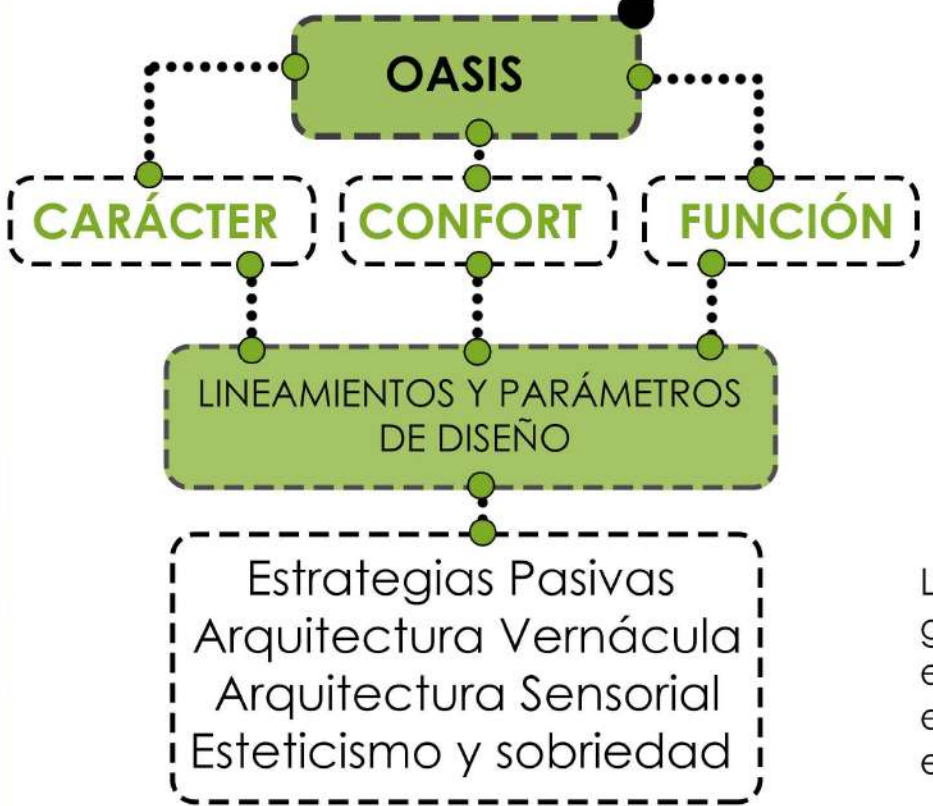 OASIS
CARÁCTER
CONFORT
FUNCIÓN
LINEAMIENTOS Y PARÁMETROS
DE DISEÑO
Estrategias Pasivas
Arquitectura Vernácula
Arquitectura Sensorial
Esteticismo y sobriedad